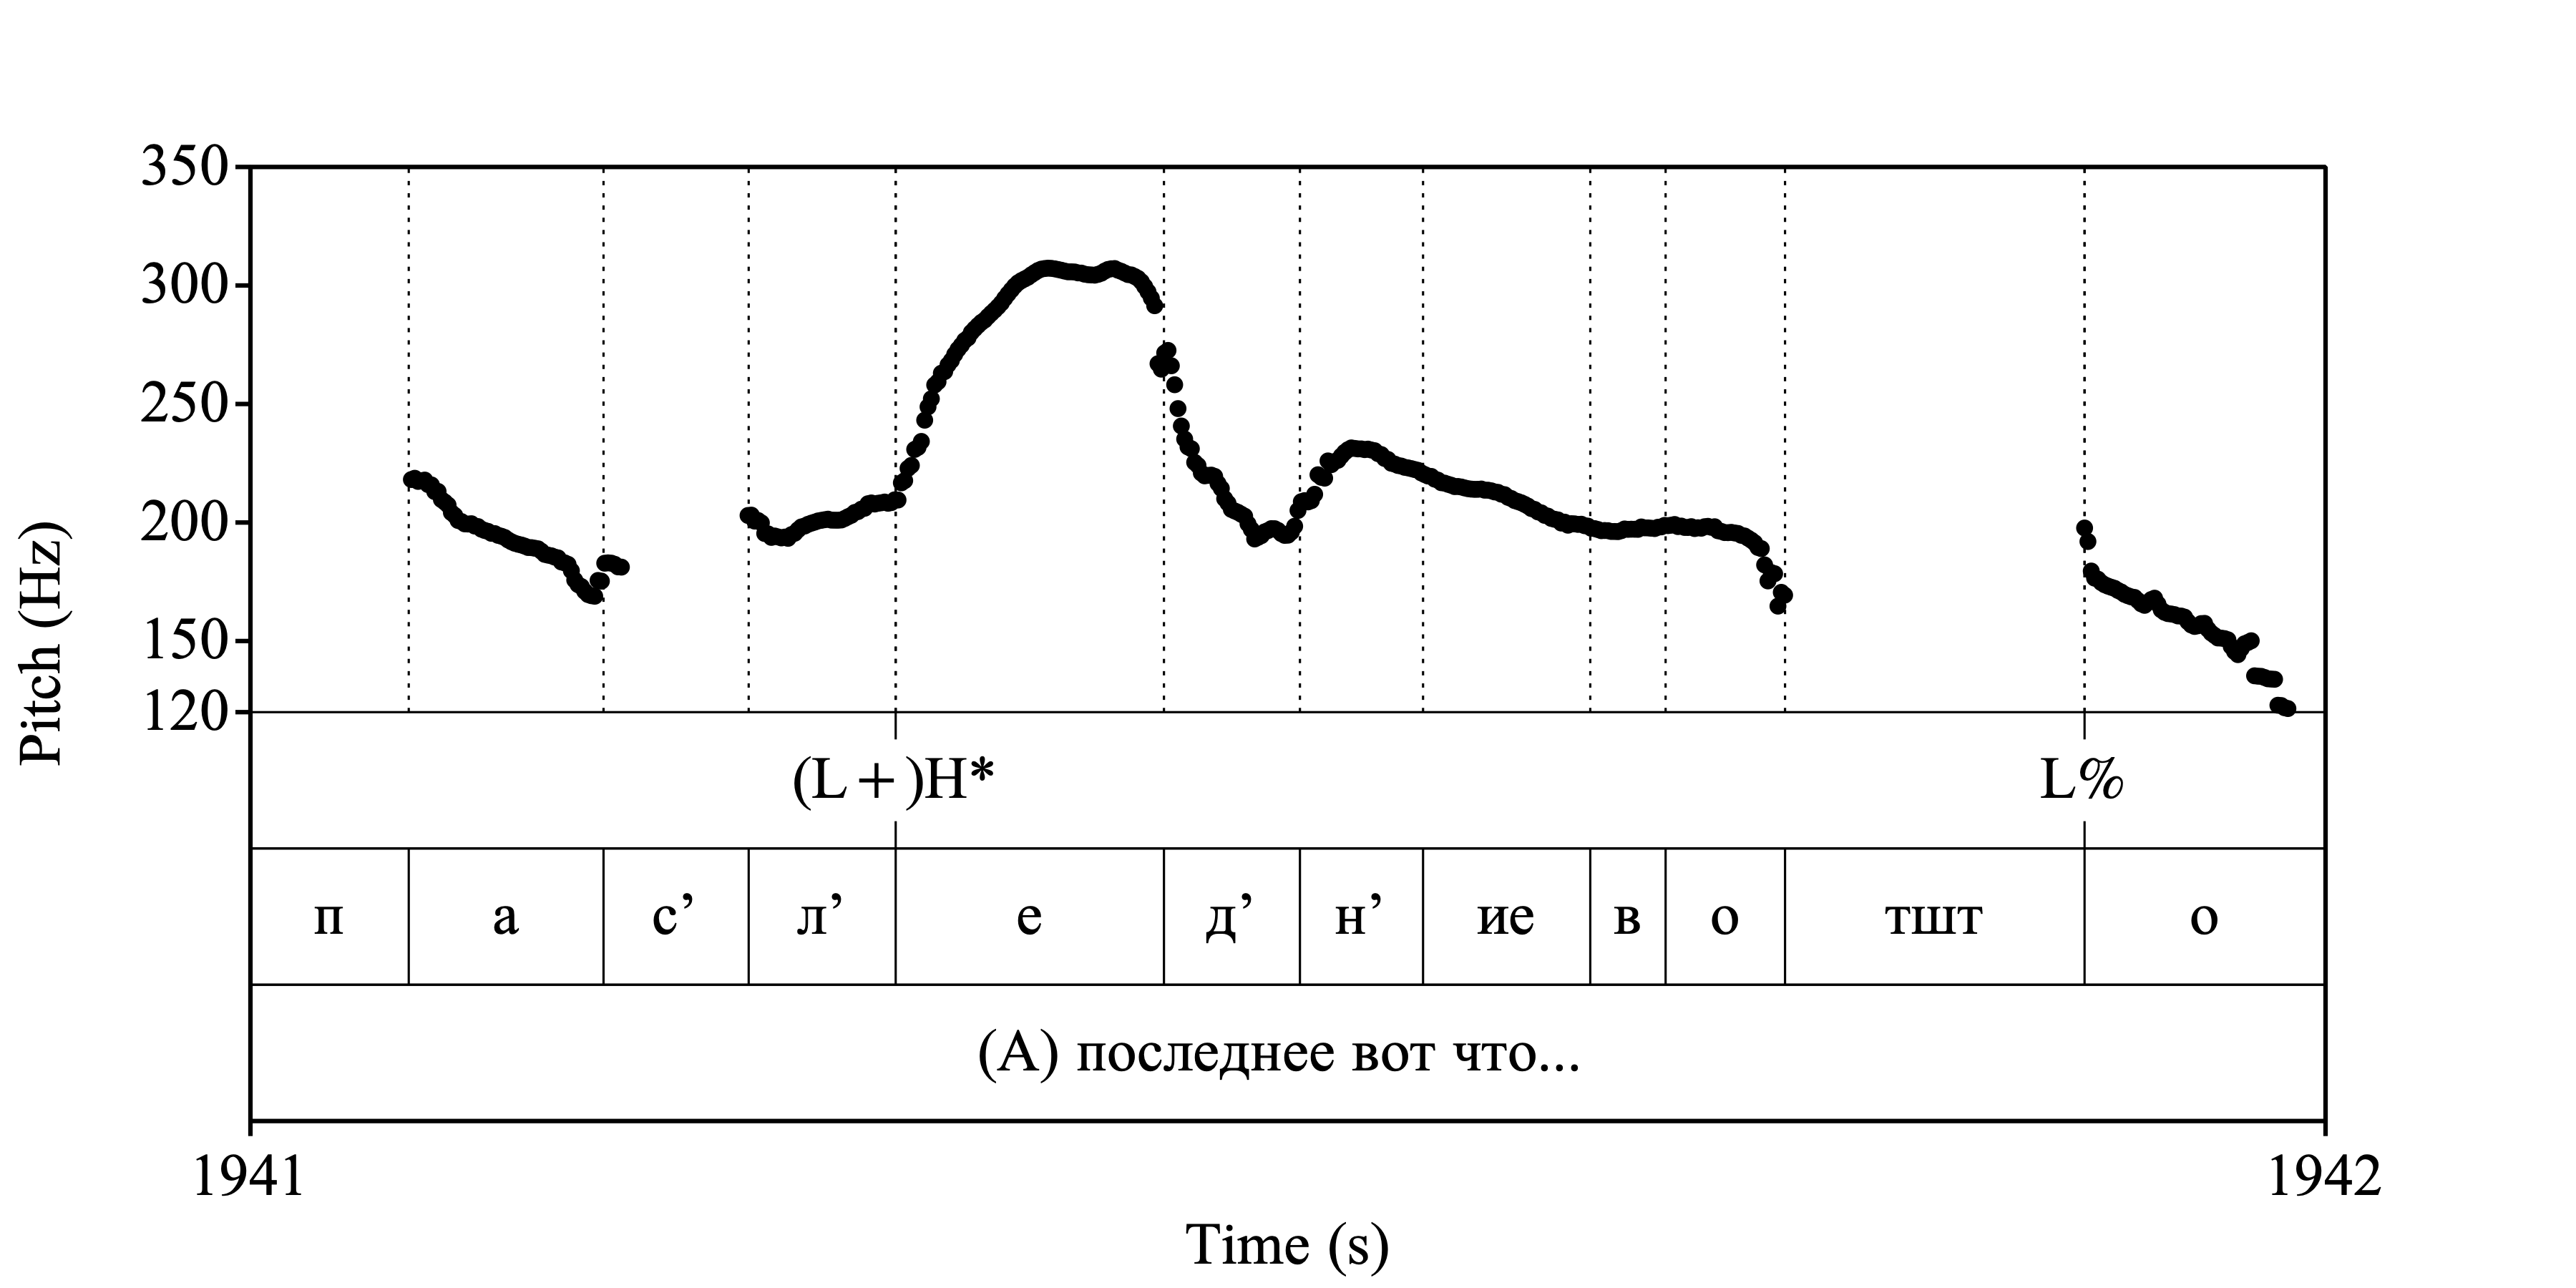 350
300
250
200
150
120
Pitch (Hz)
(L+)H* L%
п а с’ л’ е д’ н’ ие в о тшт о
(А) последнее вот что...
1941 1942
Time (s)